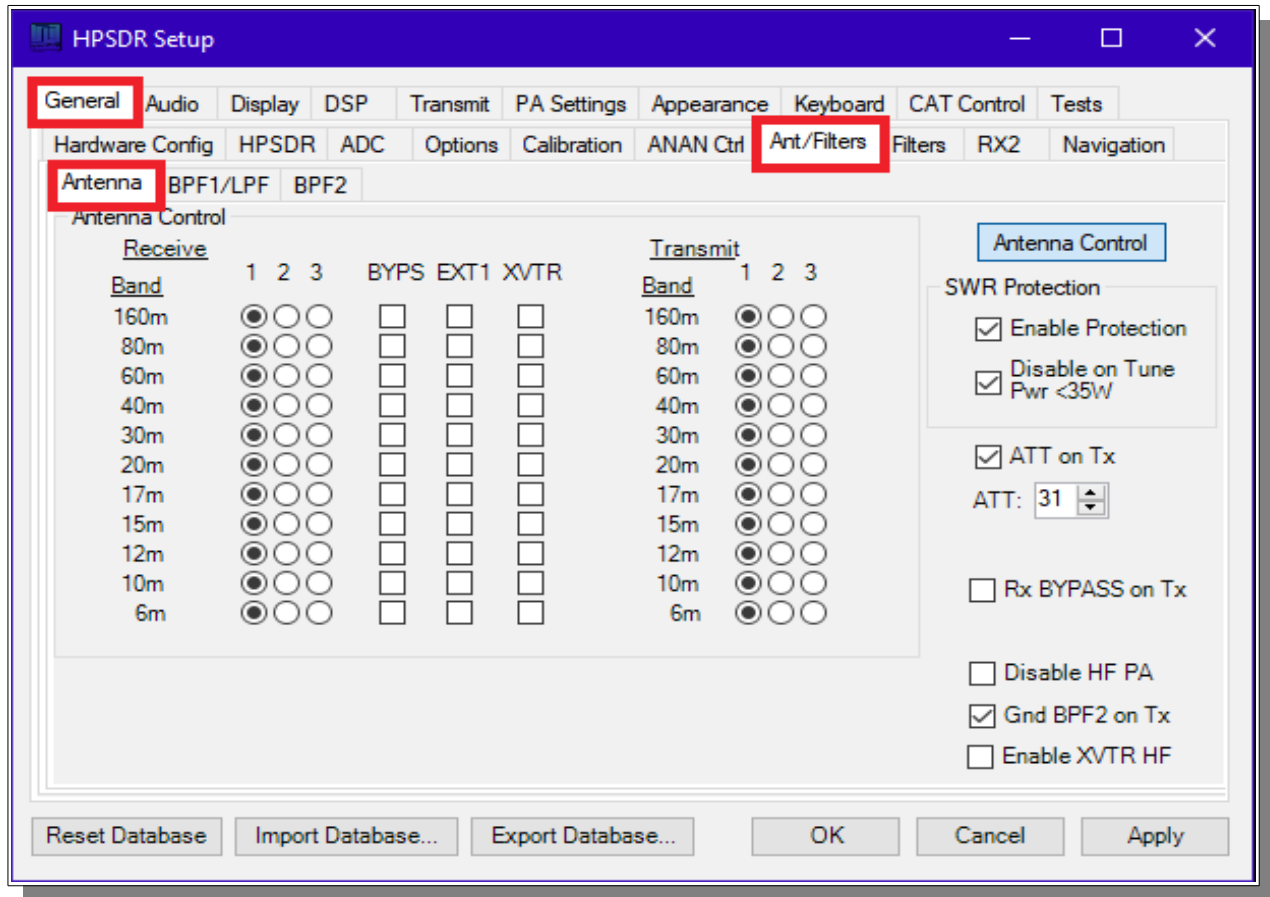 HPSDR Setup
General Audio Display DSP Transmit PA Settings Appearance Keyboard CAT Control Tests
Hardware Config HPSDR ADC Options Calibration ANAN Ctrl Ant/Filters Filters RX2 Navigation
Antenna BPF1/LPF BPF2
Antenna Control
Receive
Band 1 2 3 BYPS EXT1 XVTR
160m
80m
60m
40m
30m
20m
17m
15m
12m
10m
6m
Transmit
Band 1 2 3
160m
80m
60m
40m
30m
20m
17m
15m
12m
10m
6m
Antenna Control
SWR Protection
Enable Protection
Disable on Tune
Pwr <35W
ATT on Tx
ATT: 31
Rx BYPASS on Tx
Disable HF PA
Gnd BPF2 on Tx
Enable XVTR HF
Reset Database Import Database... Export Database... OK Cancel Apply